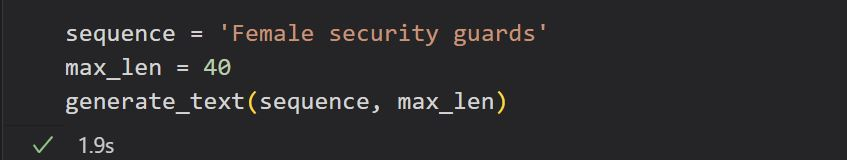 sequence = 'Female security guards'
max_len = 40
generate_text(sequence, max_len)
1.9s